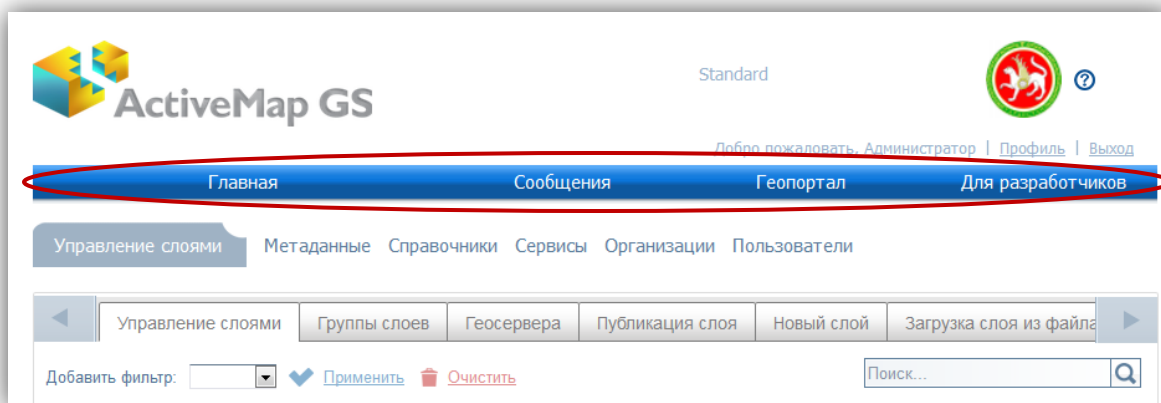 ActiveMap GS
Standard
?
Добро пожаловать, Администратор | Профиль | Выход
Главная Сообщения Геопортал Для разработчиков
Управление слоями Метаданные Справочники Сервисы Организации Пользователи
Управление слоями Группы слоев Геосервера Публикация слоя Новый слой Загрузка слоя из файла
Добавить фильтр: Применить Очистить Поиск...